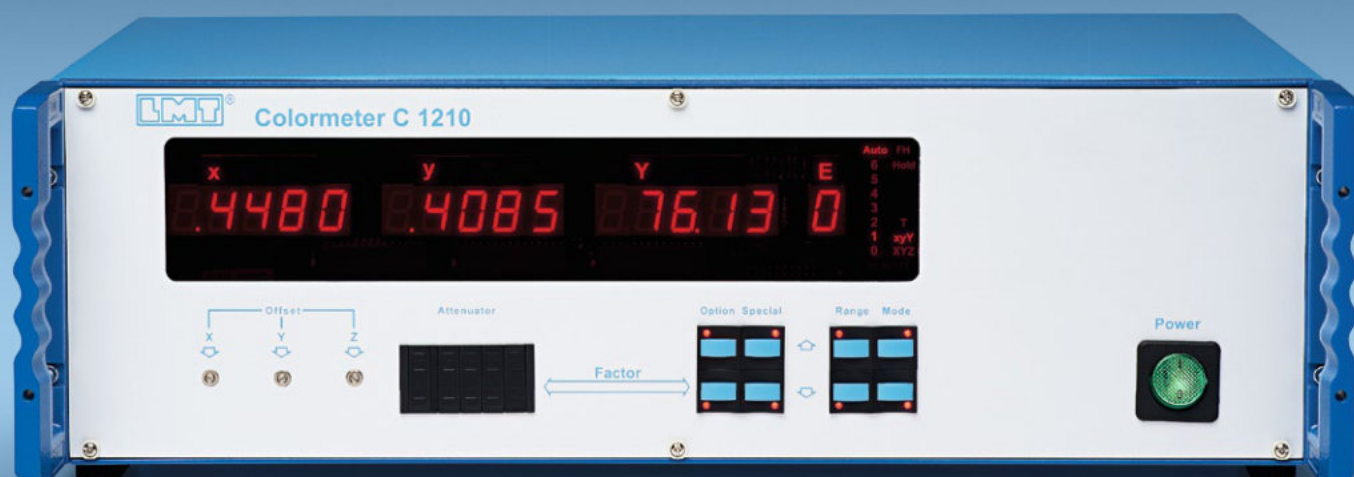 LMT® Colormeter C 1210
x y Y E
.4480 .4085 76.13 0
Auto FH
6 Hold
5
4
3
2 T
1 xyY
0 XYZ
Offset
X Y Z
Attenuator
Factor
Option Special
Range Mode
Power